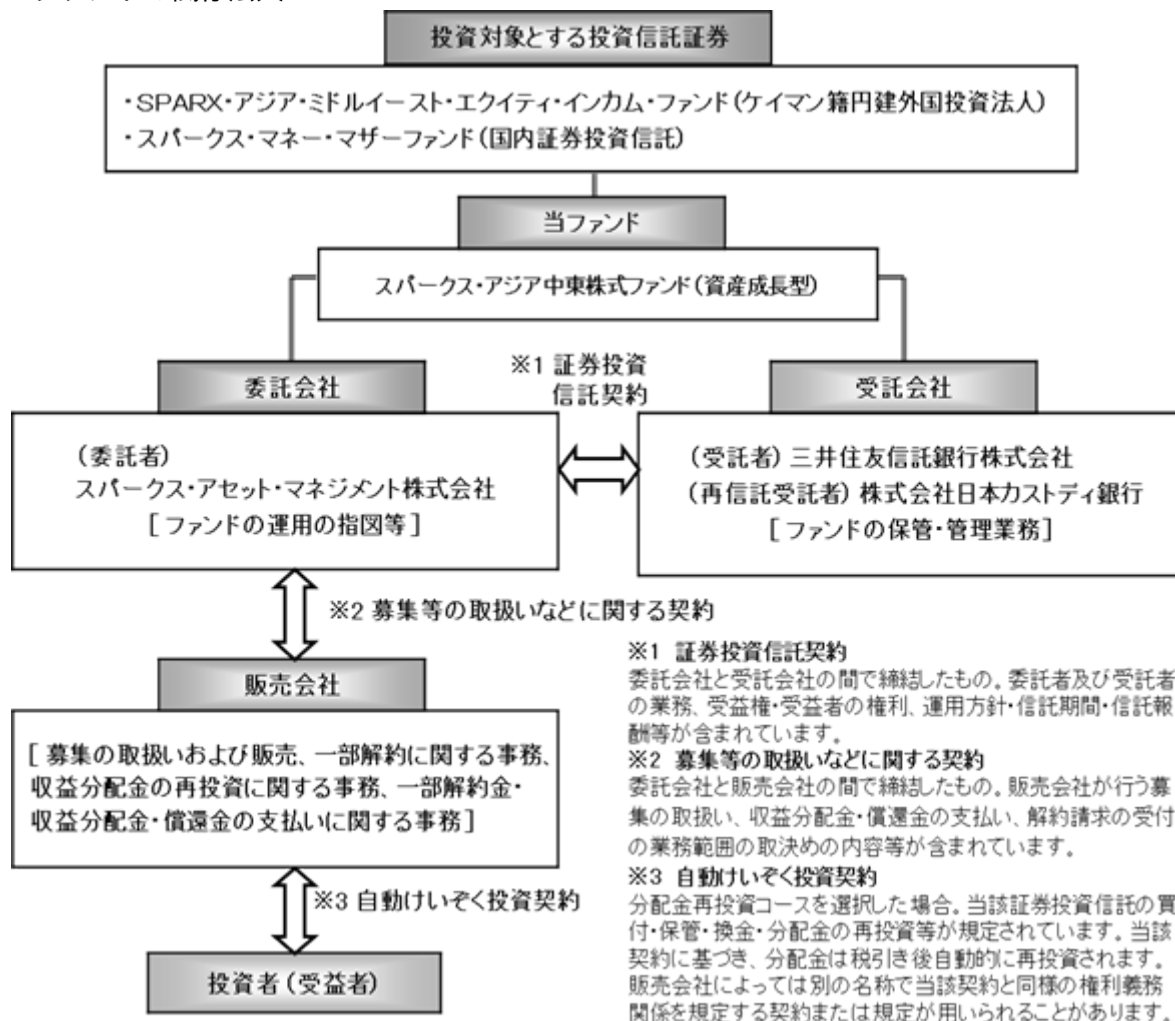 投資対象とする投資信託証券
・SPARX・アジア・ミドルイースト・エクイティ・インカム・ファンド(ケイマン籍円建外国投資法人)
・スパークス・マネー・マザーファンド(国内証券投資信託)
当ファンド
スパークス・アジア中東株式ファンド(資産成長型)
委託会社
※1 証券投資
信託契約
受託会社
(委託者)
スパークス・アセット・マネジメント株式会社
[ファンドの運用の指図等]
(受託者) 三井住友信託銀行株式会社
(再信託受託者) 株式会社日本カストディ銀行
[ファンドの保管・管理業務]
※2 募集等の取扱いなどに関する契約
販売会社
[ 募集の取扱いおよび販売、一部解約に関する事務、
収益分配金の再投資に関する事務、一部解約金・
収益分配金・償還金の支払いに関する事務]
※3 自動けいぞく投資契約
投資者(受益者)
※1 証券投資信託契約
委託会社と受託会社の間で締結したもの。委託者及び受託者
の業務、受益権・受益者の権利、運用方針・信託期間・信託報
酬等が含まれています。
※2 募集等の取扱いなどに関する契約
委託会社と販売会社の間で締結したもの。販売会社が行う募
集の取扱い、収益分配金・償還金の支払い、解約請求の受付
の業務範囲の取決めの内容等が含まれています。
※3 自動けいぞく投資契約
分配金再投資コースを選択した場合。当該証券投資信託の買
付・保管・換金・分配金の再投資等が規定されています。当該
契約に基づき、分配金は税引き後自動的に再投資されます。
販売会社によっては別の名称で当該契約と同様の権利義務
関係を規定する契約または規定が用いられることがあります。